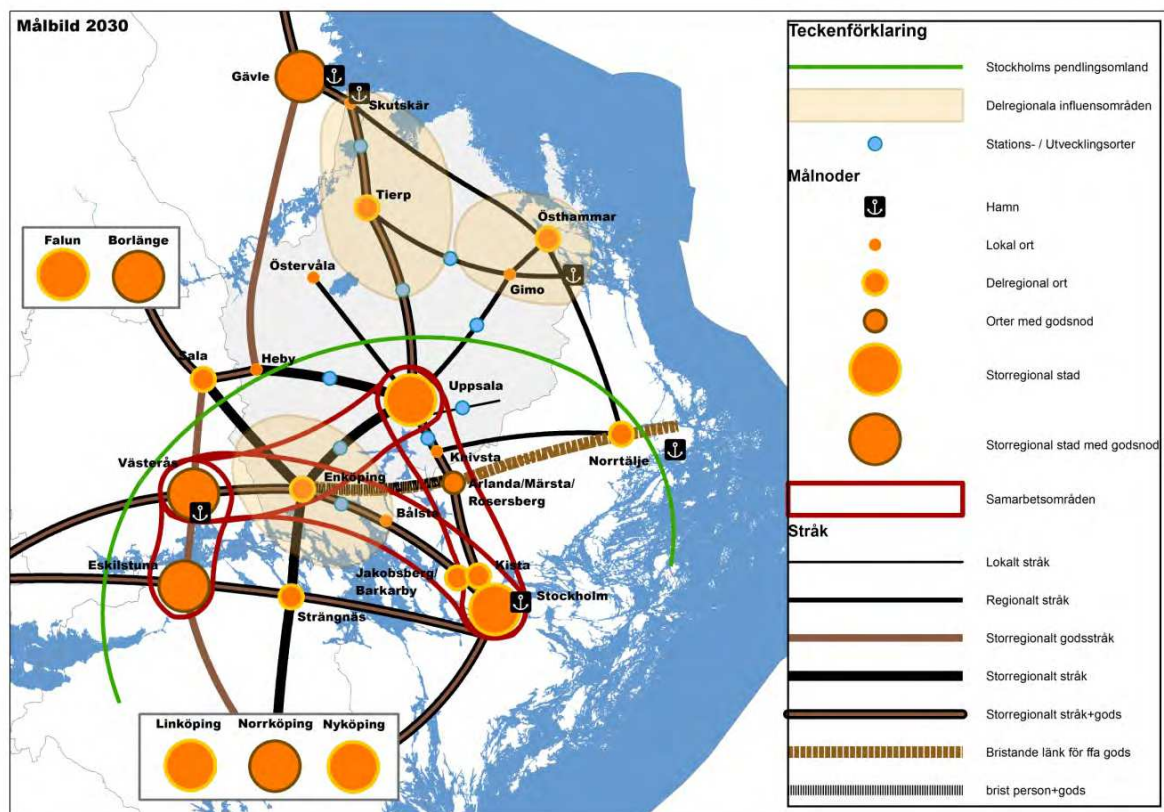 Målbild 2030
Gävle
Skutskär
Tierp
Östhammar
Falun
Borlänge
Östervåla
Gimo
Sala
Heby
Uppsala
Västerås
Enköping
Knivsta
Norrtälje
Arlanda/Märsta/
Rosersberg
Bålsta
Eskilstuna
Jakobsberg/
Barkarby
Kista
Stockholm
Strängnäs
Linköping
Norrköping
Nyköping
Teckenförklaring
Stockholms pendlingsomland
Delregionala influensområden
Stations- / Utvecklingsorter
Målnoder
Hamn
Lokal ort
Delregional ort
Orter med godsnod
Storregional stad
Storregional stad med godsnod
Samarbetsområden
Stråk
Lokalt stråk
Regionalt stråk
Storregionalt godsstråk
Storregionalt stråk
Storregionalt stråk+gods
Bristande länk för ffa gods
brist person+gods